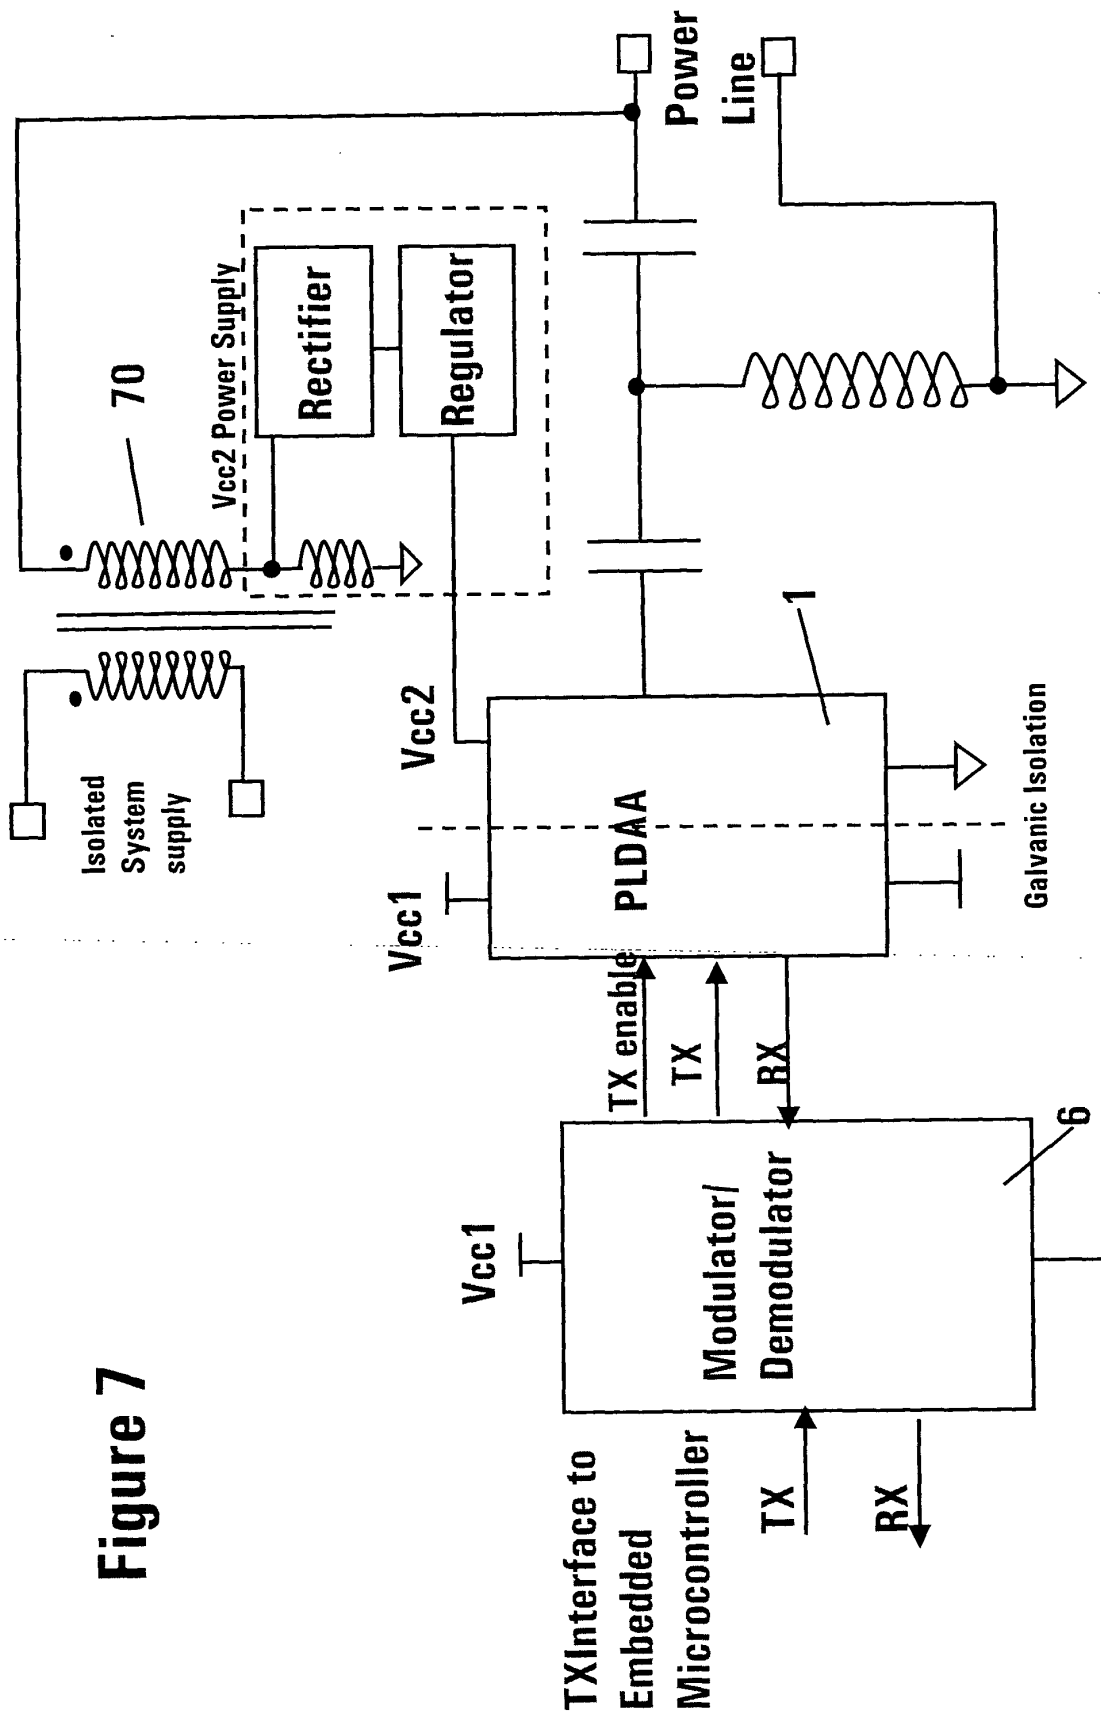 Figure 7
Isolated
System
supply
70
Vcc2 Power Supply
Rectifier
Regulator
Power
Line
Vcc1
Vcc2
PLDAA
1
Galvanic Isolation
TX enable
TX
RX
Vcc1
Modulator/
Demodulator
6
TXInterface to
Embedded
Microcontroller
TX
RX